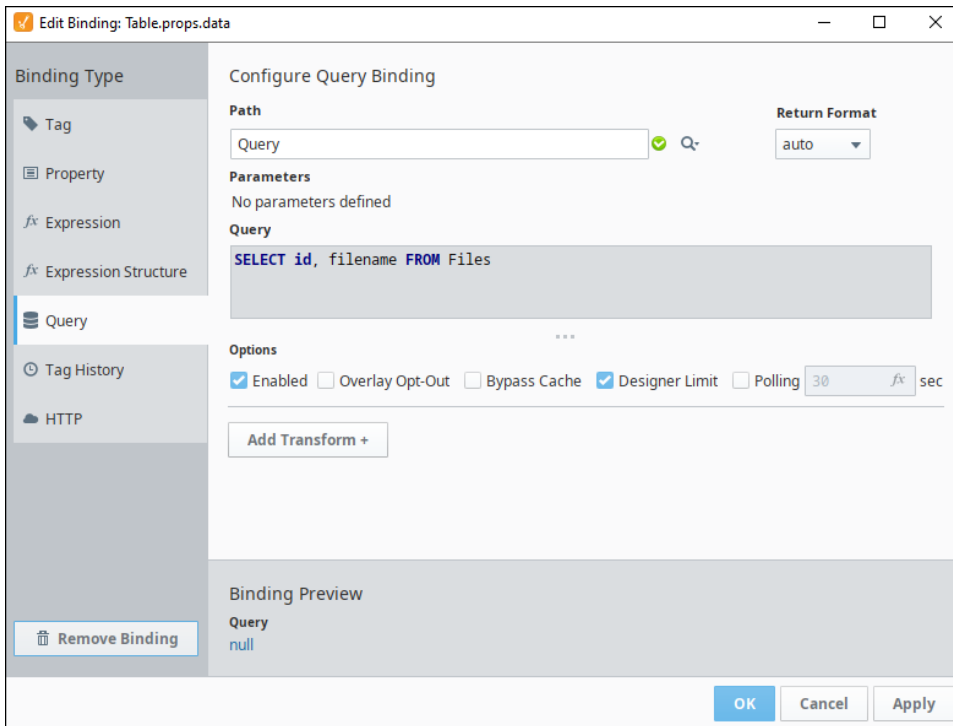 Edit Binding: Table.props.data
Binding Type
Tag
Property
fx Expression
fx Expression Structure
Query
Tag History
HTTP
Remove Binding
Configure Query Binding
Path
Return Format
Query
auto
Parameters
No parameters defined
Query
SELECT id, filename FROM Files
Options
Enabled Overlay Opt-Out Bypass Cache Designer Limit Polling 30 fx sec
Add Transform +
Binding Preview
Query
null
OK Cancel Apply